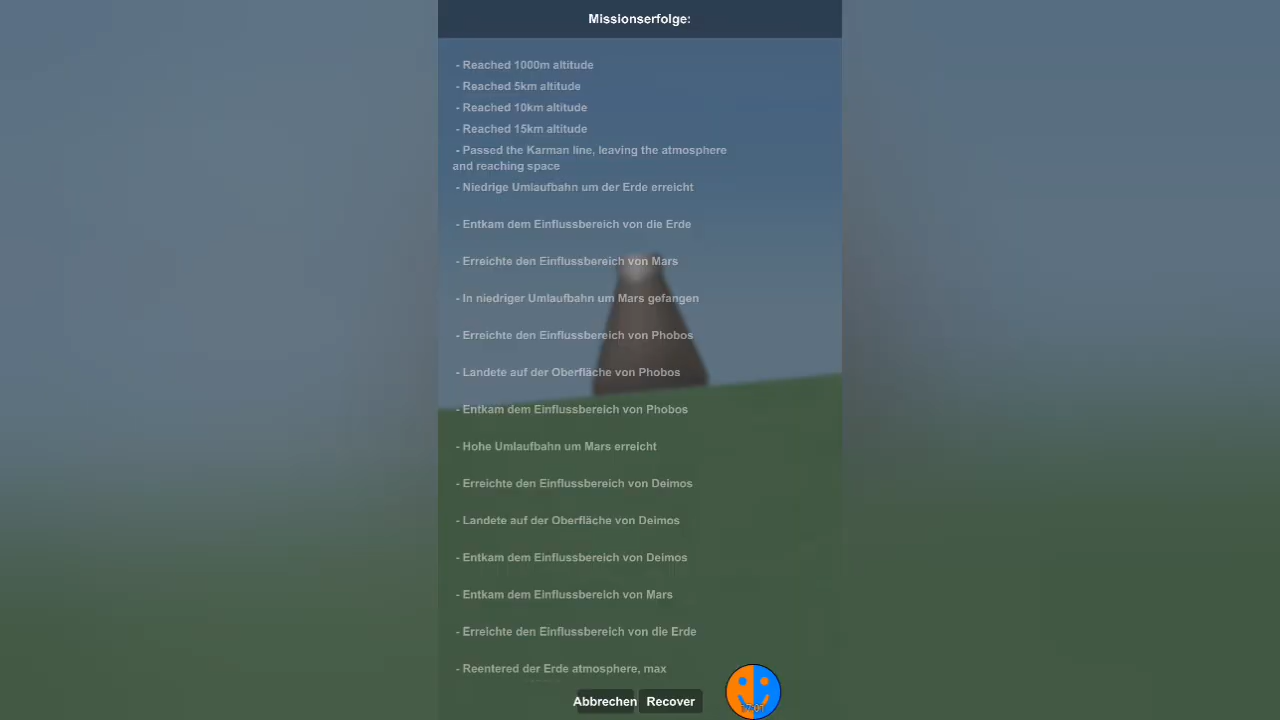 Missionserfolge:
- Reached 1000m altitude
- Reached 5km altitude
- Reached 10km altitude
- Reached 15km altitude
- Passed the Karman line, leaving the atmosphere
and reaching space
- Niedrige Umlaufbahn um der Erde erreicht
- Entkam dem Einflussbereich von die Erde
- Erreichte den Einflussbereich von Mars
- In niedriger Umlaufbahn um Mars gefangen
- Erreichte den Einflussbereich von Phobos
- Landete auf der Oberfläche von Phobos
- Entkam dem Einflussbereich von Phobos
- Hohe Umlaufbahn um Mars erreicht
- Erreichte den Einflussbereich von Deimos
- Landete auf der Oberfläche von Deimos
- Entkam dem Einflussbereich von Deimos
- Entkam dem Einflussbereich von Mars
- Erreichte den Einflussbereich von die Erde
- Reentered der Erde atmosphere, max
Abbrechen Recover